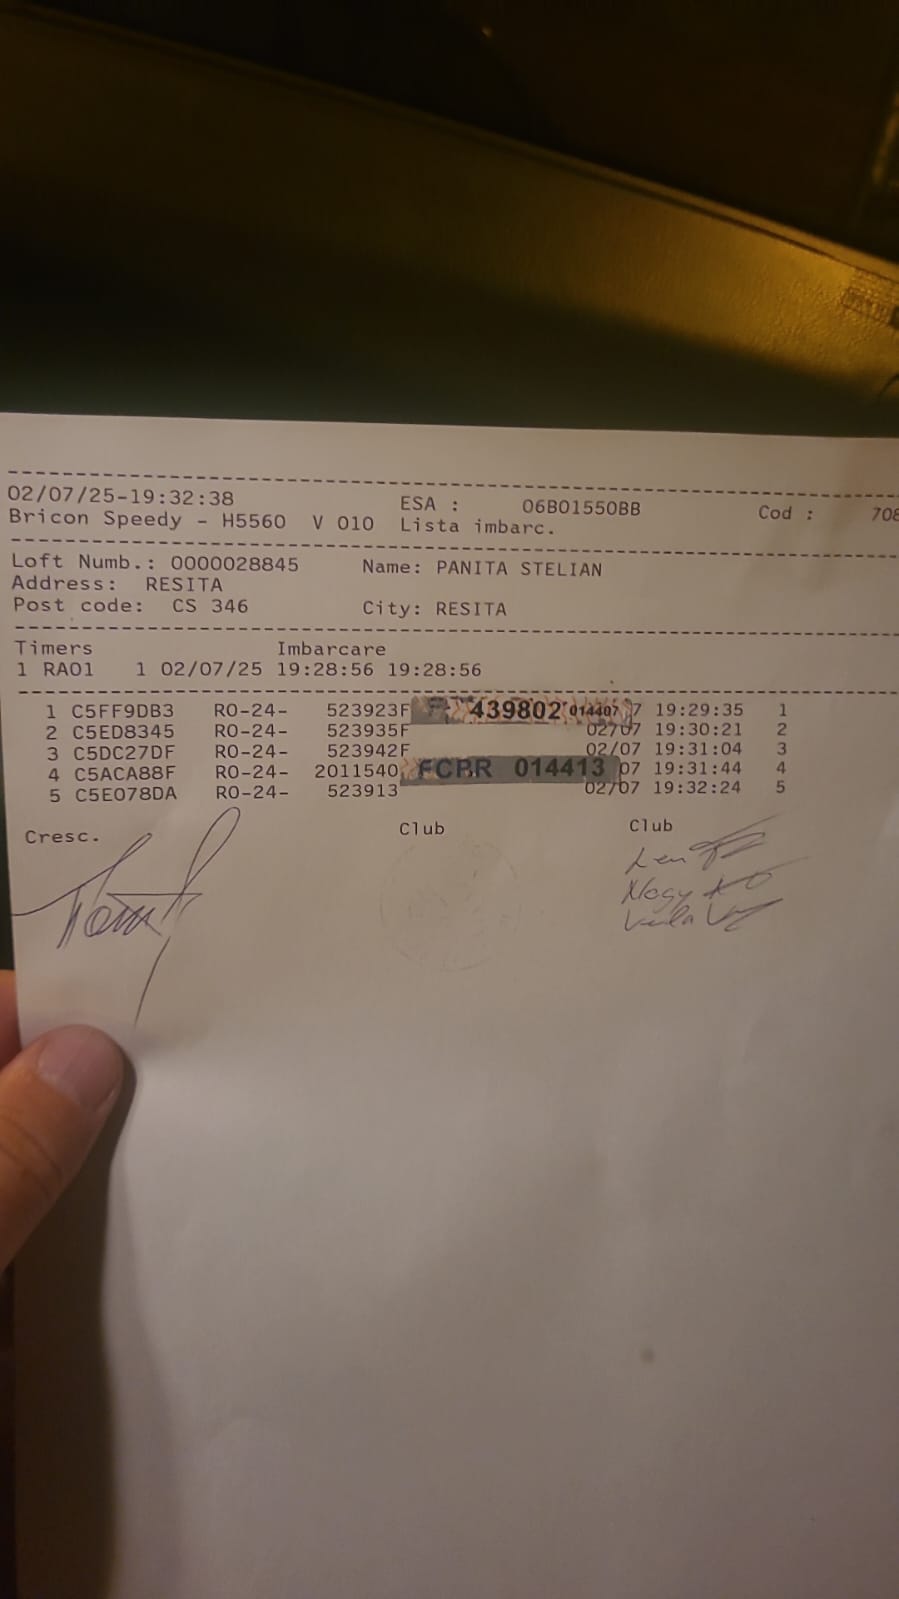 02/07/25-19:32:38 ESA : 06B01550BB Cod : 708
Bricon Speedy - H5560 V 010 Lista imbarc.
Loft Numb.: 0000028845 Name: PANITA STELIAN
Address: RESITA
Post code: CS 346 City: RESITA
Timers Imbarcare
1 RA01 1 02/07/25 19:28:56 19:28:56
1 C5FF9DB3 RO-24- 523923F 439802 014407 7 19:29:35 1
2 C5ED8345 RO-24- 523935F 02/07 19:30:21 2
3 C5DC27DF RO-24- 523942F 02/07 19:31:04 3
4 C5ACA88F RO-24- 2011540 FCPR 014413 07 19:31:44 4
5 C5E078DA RO-24- 523913 02/07 19:32:24 5
Cresc. Club Club
Nagy